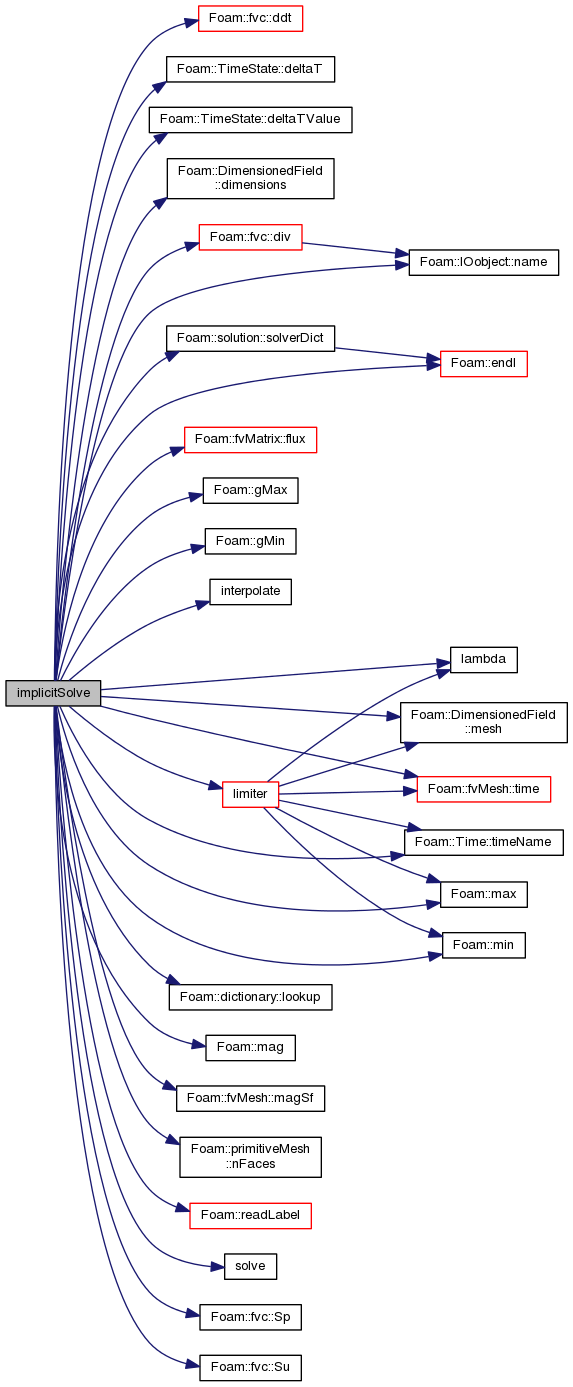 Foam::fvc::ddt
Foam::TimeState::deltaT
Foam::TimeState::deltaTValue
Foam::DimensionedField
::dimensions
Foam::fvc::div
Foam::IOobject::name
Foam::solution::solverDict
Foam::endl
Foam::fvMatrix::flux
Foam::gMax
Foam::gMin
interpolate
lambda
implicitSolve
Foam::DimensionedField
::mesh
limiter
Foam::fvMesh::time
Foam::Time::timeName
Foam::max
Foam::min
Foam::dictionary::lookup
Foam::mag
Foam::fvMesh::magSf
Foam::primitiveMesh
::nFaces
Foam::readLabel
solve
Foam::fvc::Sp
Foam::fvc::Su